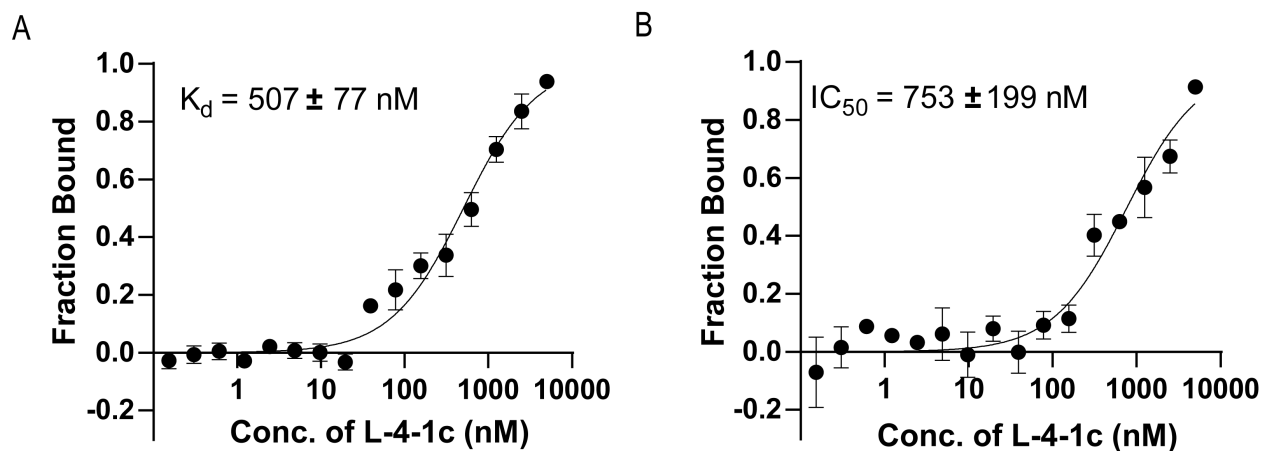 A
Kd = 507 ± 77 nM
Fraction Bound
1.0
0.8
0.6
0.4
0.2
0.0
-0.2
1 10 100 1000 10000
Conc. of L-4-1c (nM)
B
IC50 = 753 ±199 nM
Fraction Bound
1.0
0.8
0.6
0.4
0.2
0.0
-0.2
1 10 100 1000 10000
Conc. of L-4-1c (nM)